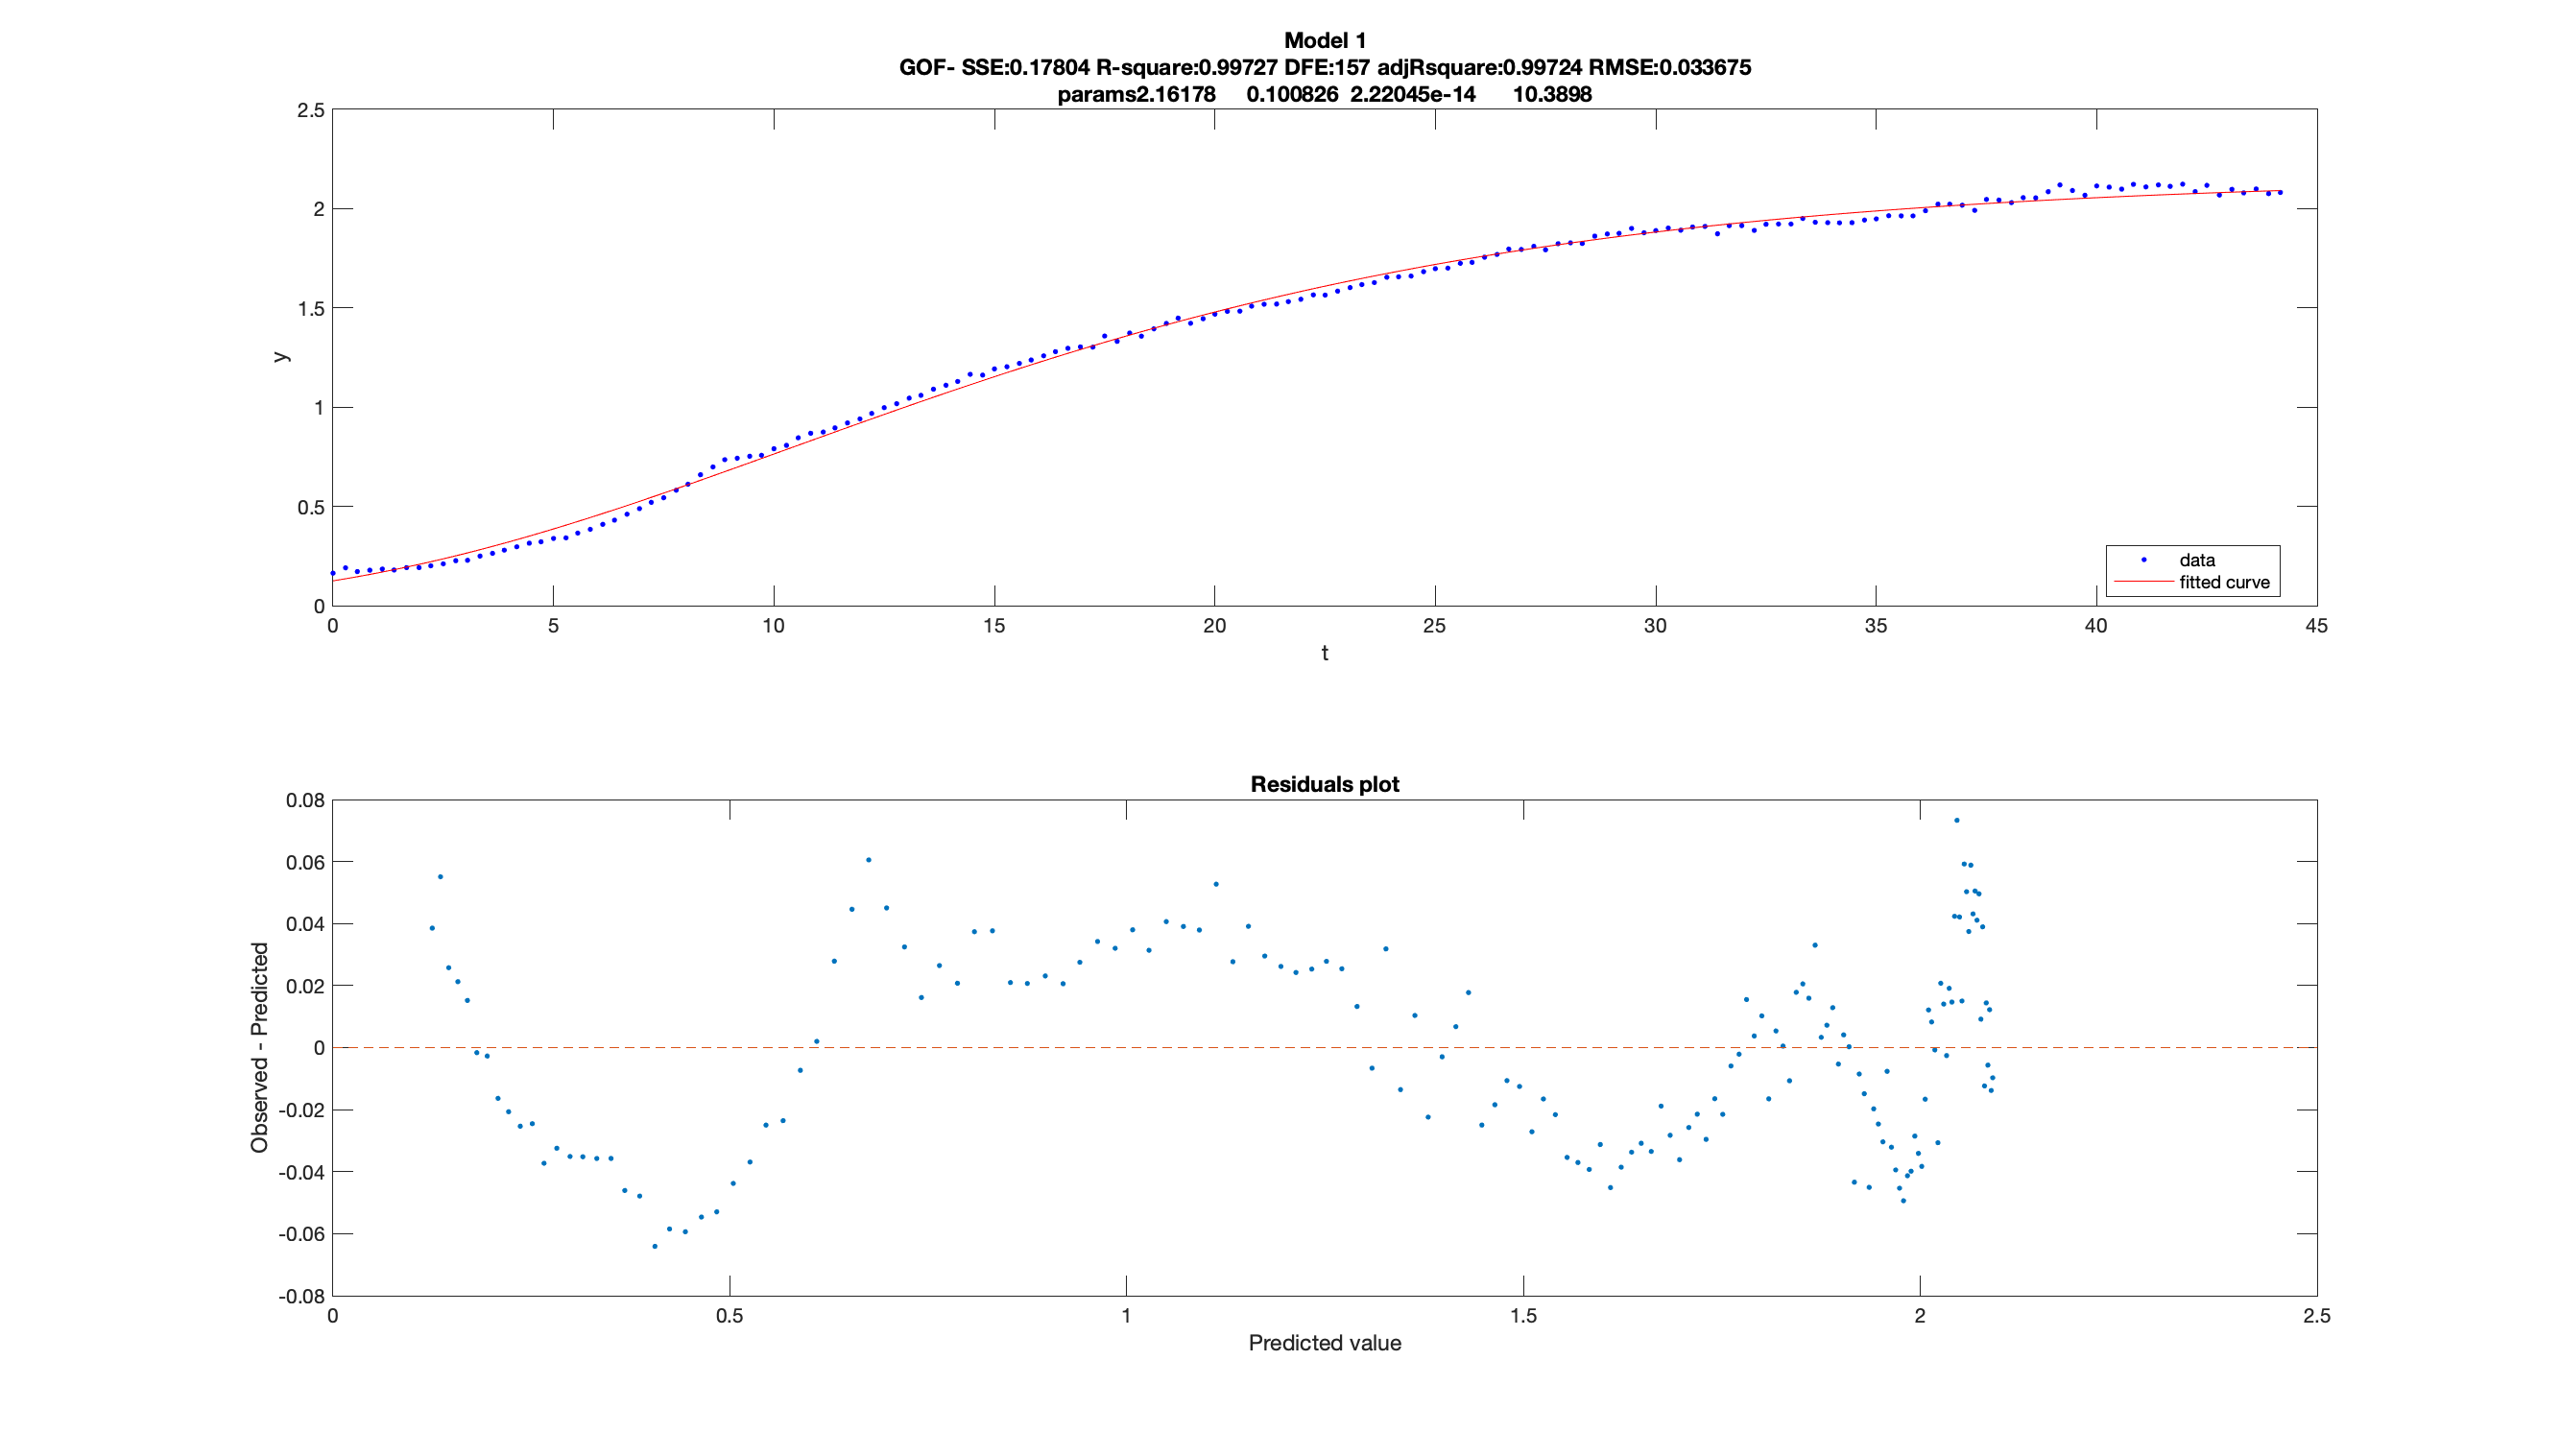 Model 1
GOF- SSE:0.17804 R-square:0.99727 DFE:157 adjRsquare:0.99724 RMSE:0.033675
params2.16178 0.100826 2.22045e-14 10.3898
2.5
2
1.5
1
0.5
0
y
0 5 10 15 20 25 30 35 40 45
t
data
fitted curve
Residuals plot
0.08
0.06
0.04
0.02
0
-0.02
-0.04
-0.06
-0.08
Observed - Predicted
0 0.5 1 1.5 2 2.5
Predicted value